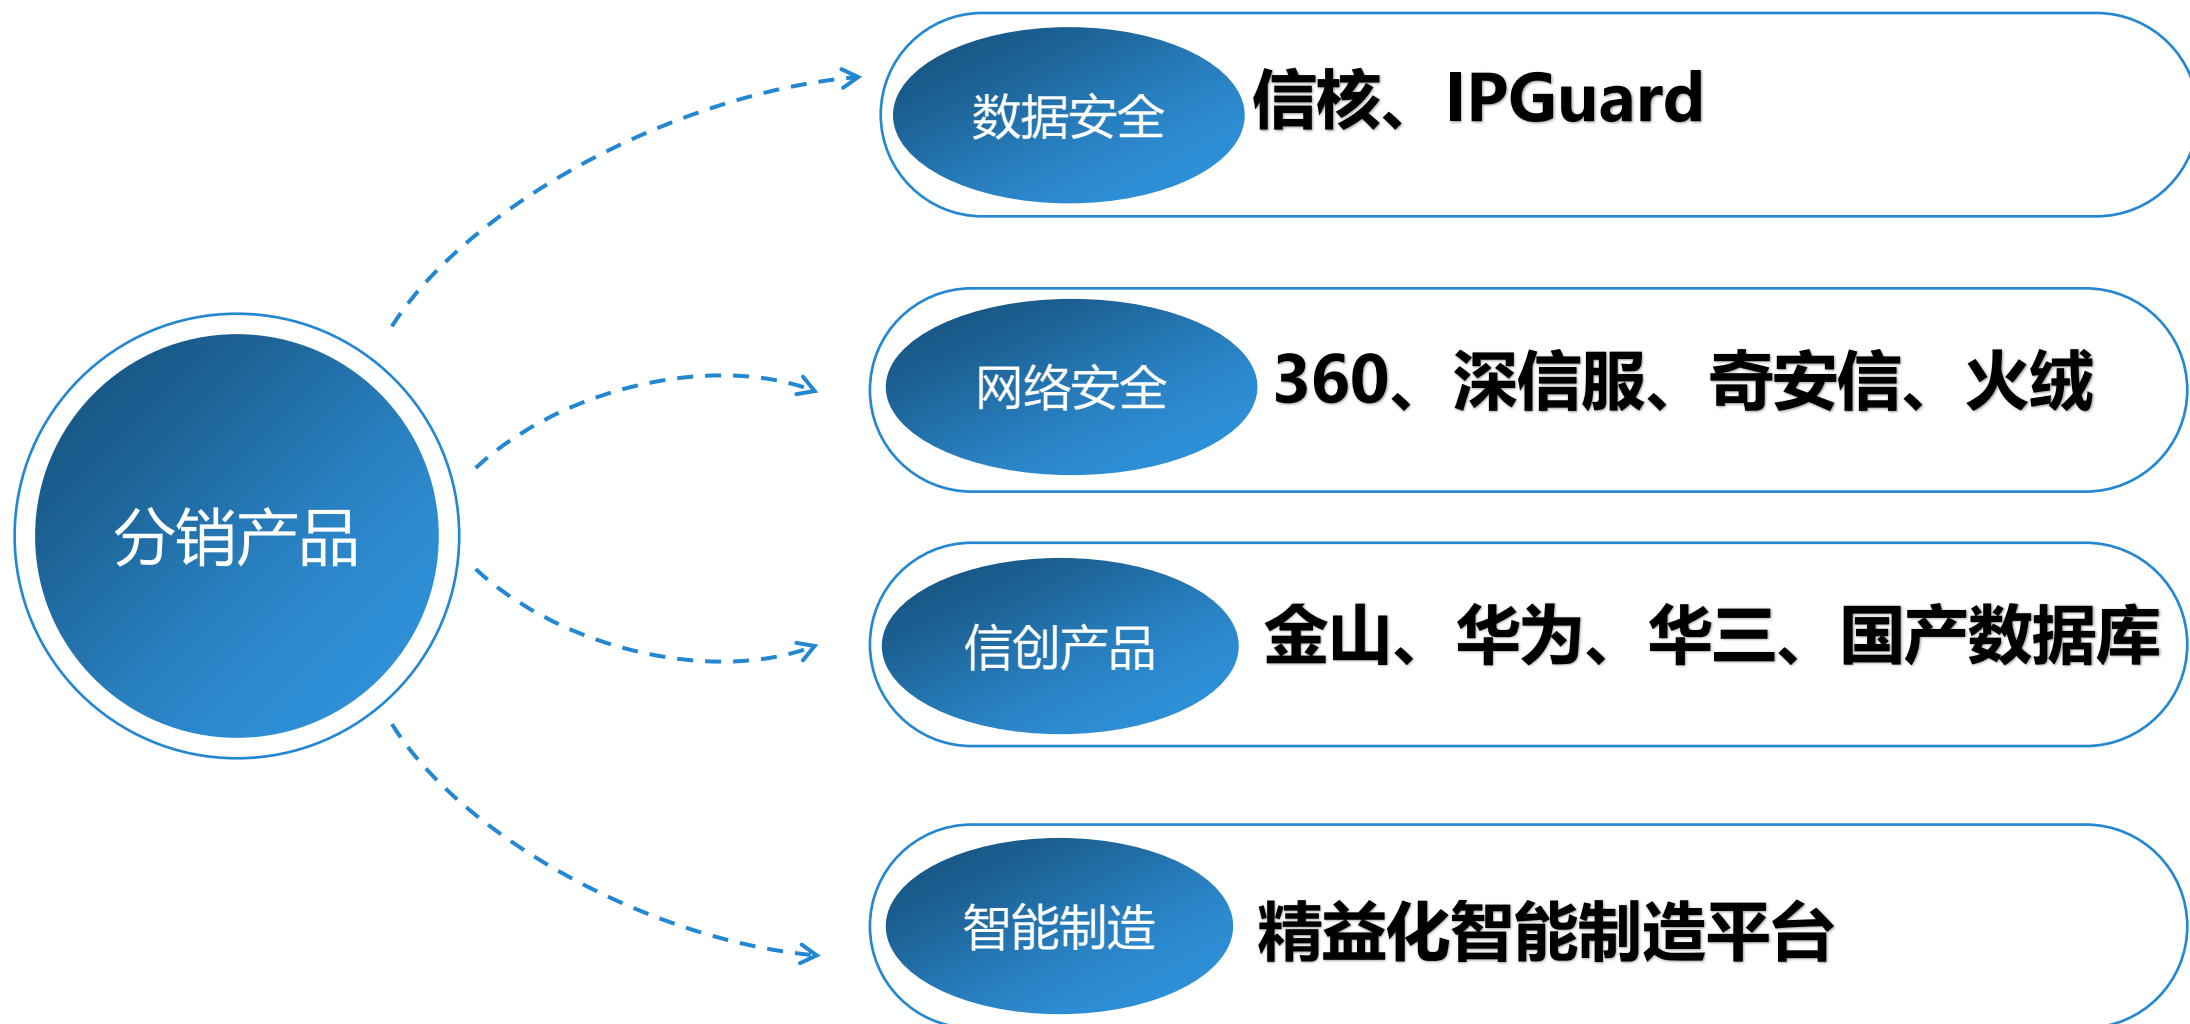 数据安全 信核、IPGuard
网络安全 360、深信服、奇安信、火绒
分销产品
信创产品 金山、华为、华三、国产数据库
智能制造 精益化智能制造平台